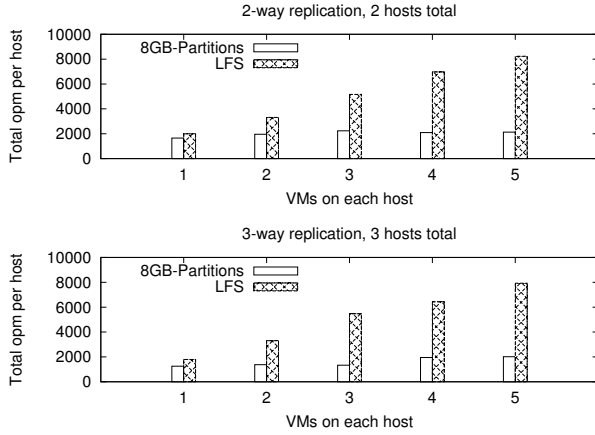 2-way replication, 2 hosts total
Total opm per host
10000
8000
6000
4000
2000
0
8GB-Partitions
LFS
1 2 3 4 5
VMs on each host
3-way replication, 3 hosts total
Total opm per host
10000
8000
6000
4000
2000
0
8GB-Partitions
LFS
1 2 3 4 5
VMs on each host